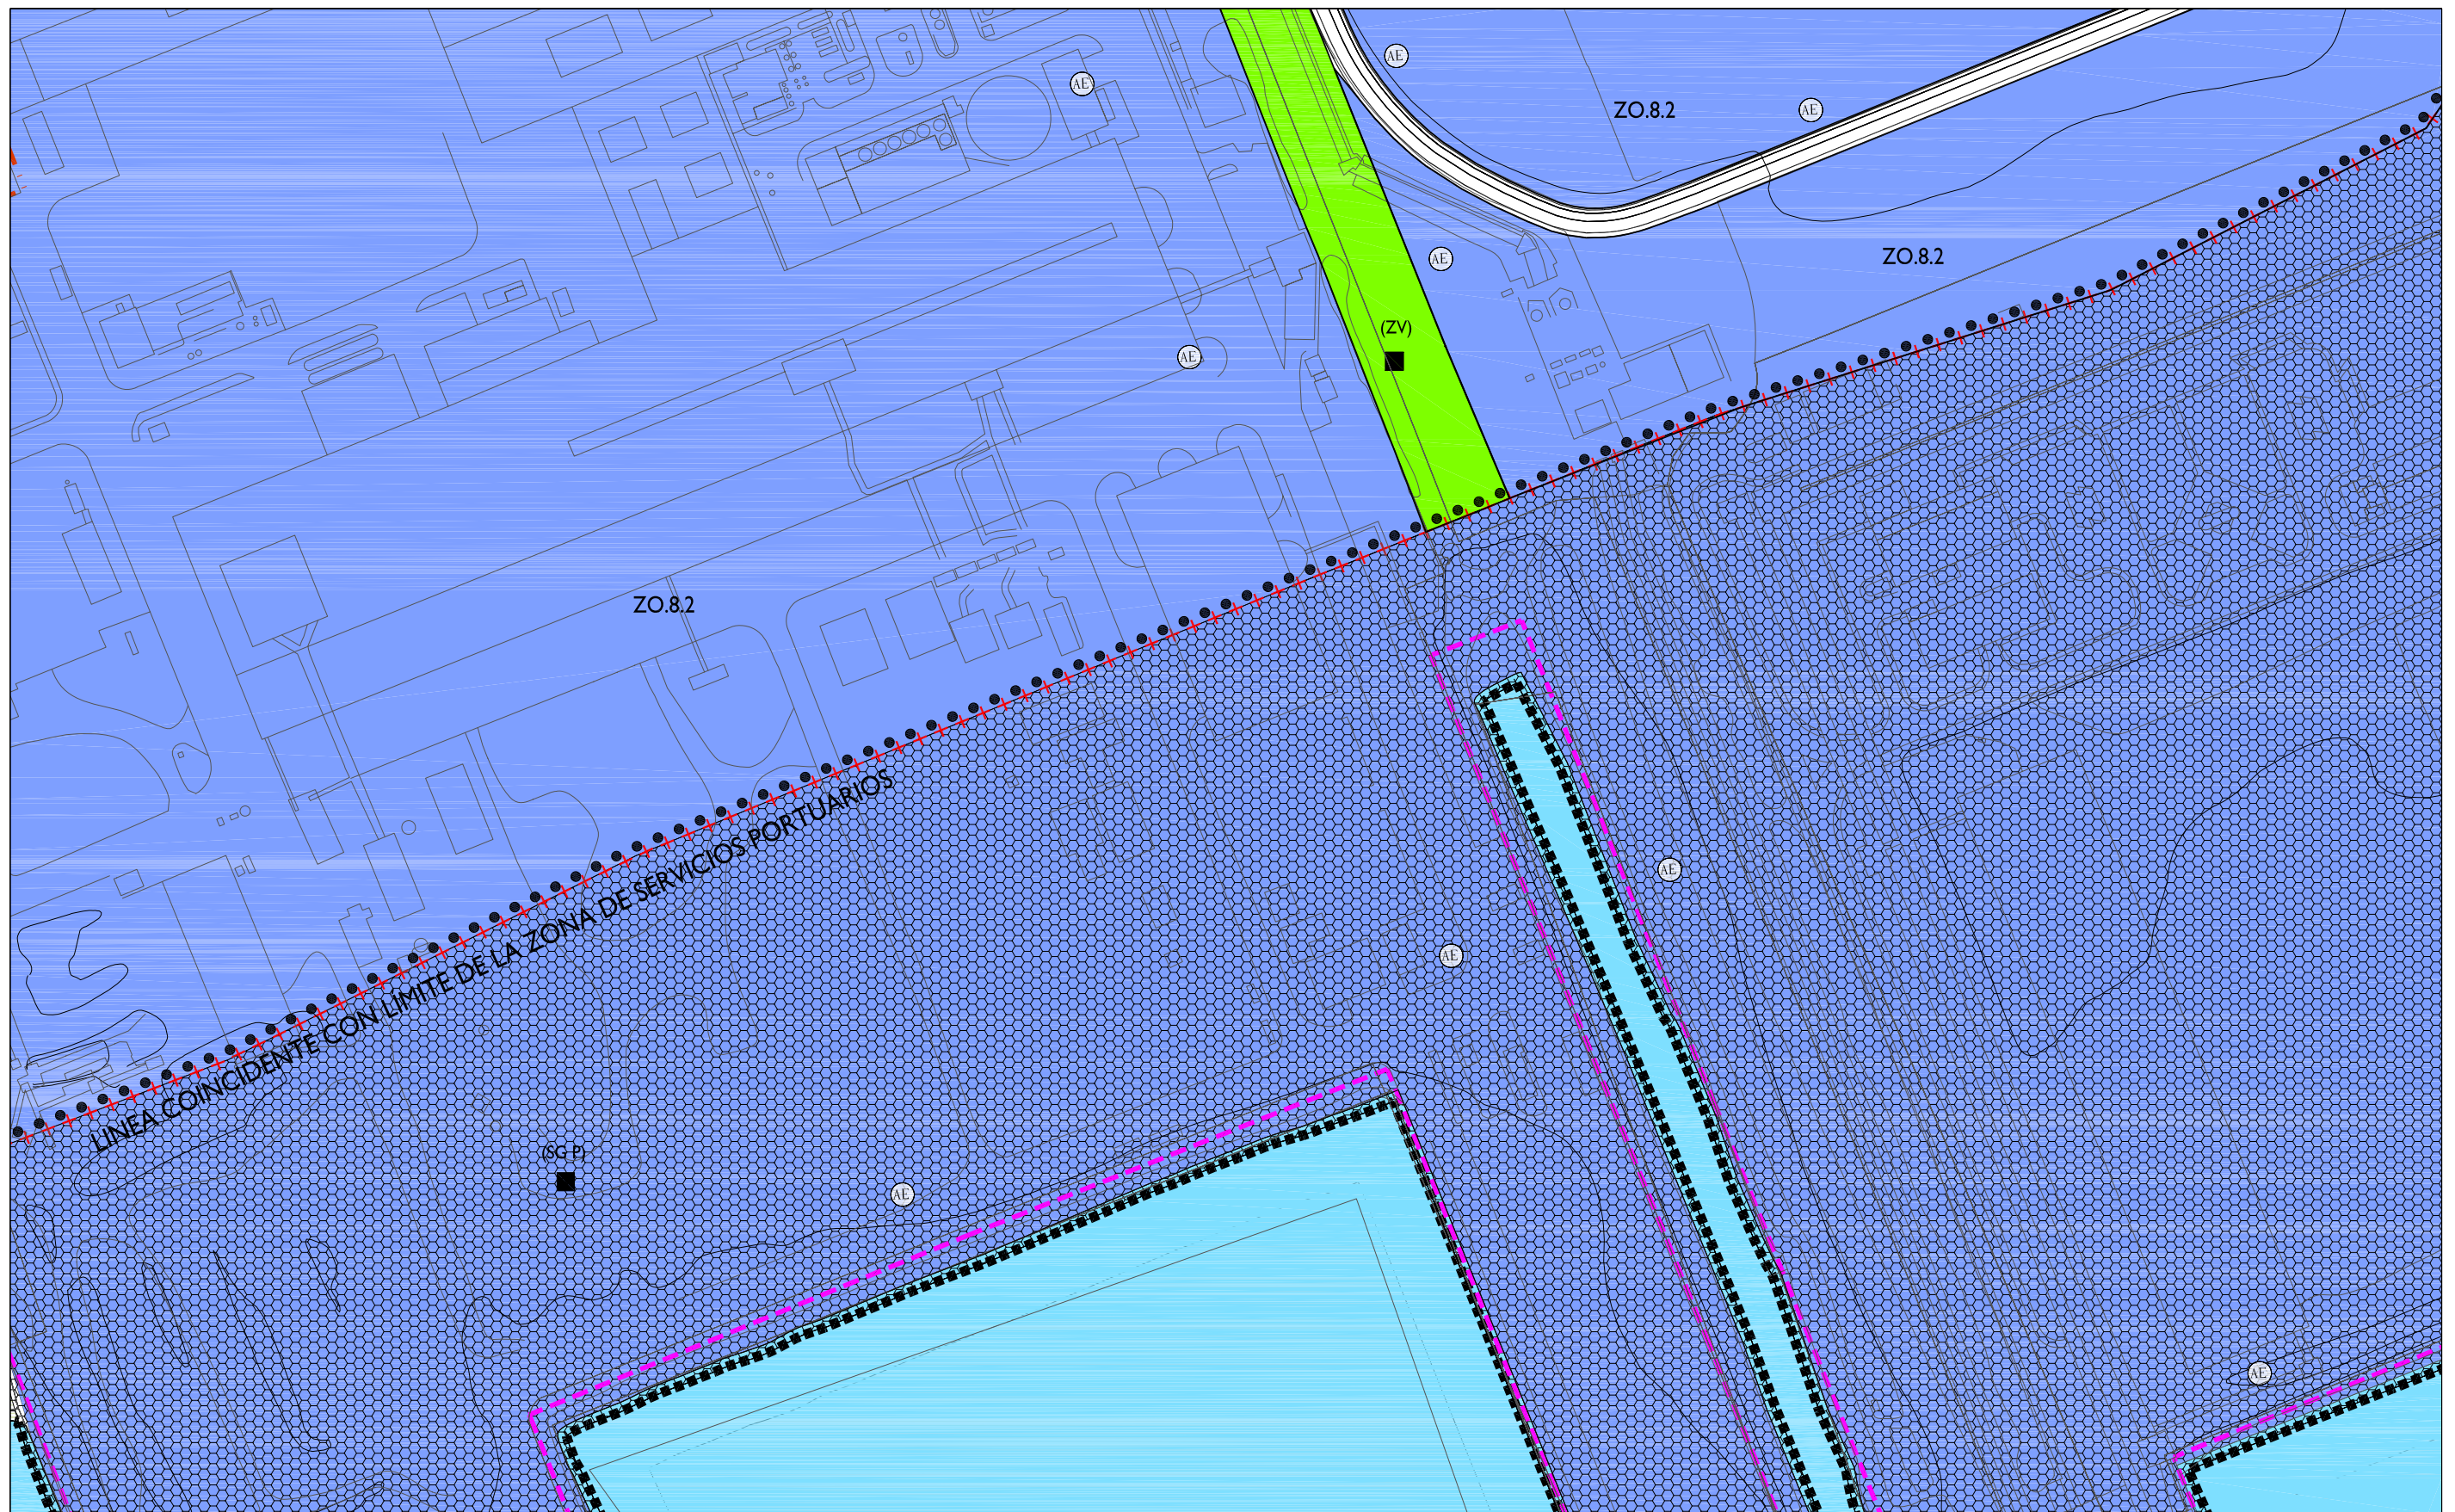 AE
AE
ZO.8.2
AE
ZO.8.2
AE
(ZV)
AE
ZO.8.2
LINEA COINCIDENTE CON LÍMITE DE LA ZONA DE SERVICIOS PORTUARIOS
AE
AE
(SG P)
AE
AE